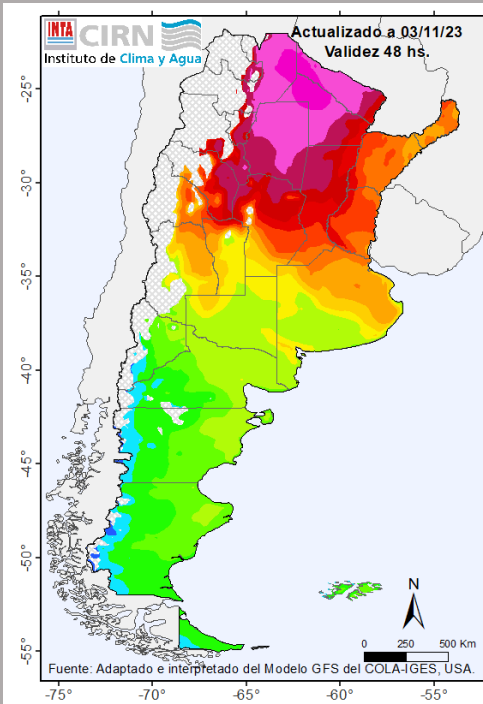 INTA CIRN
Instituto de Clima y Agua
Actualizado a 03/11/23
Validez 48 hs.
-25°
-30°
-35°
-40°
-45°
-50°
-55°
N
0 250 500 Km
Fuente: Adaptado e interpretado del Modelo GFS del COLA-IGES, USA.
-75° -70° -65° -60° -55°